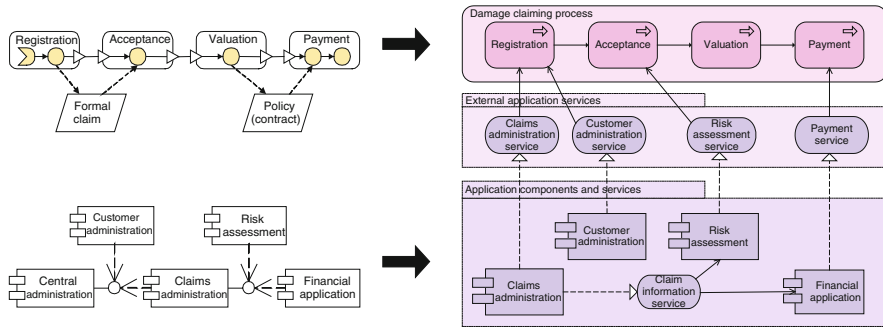 Registration
Acceptance
Valuation
Payment
Formal
claim
Policy
(contract)
Customer
administration
Risk
assessment
Central
administration
Claims
administration
Financial
application
Damage claiming process
Registration
Acceptance
Valuation
Payment
External application services
Claims
administration
service
Customer
administration
service
Risk
assessment
service
Payment
service
Application components and services
Customer
administration
Risk
assessment
Claims
administration
Claim
information
service
Financial
application